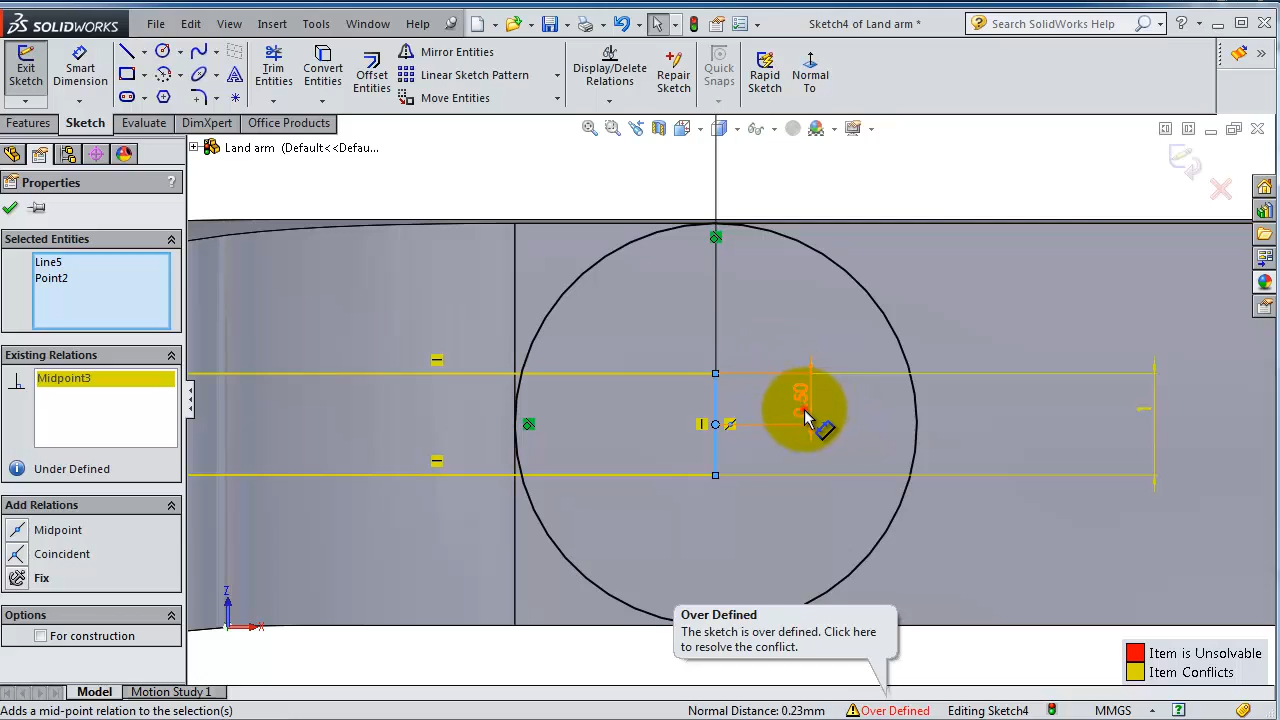 SOLIDWORKS File Edit View Insert Tools Window Help Sketch4 of Land arm * Search SolidWorks Help ?
Exit Sketch
Smart Dimension
Trim Entities
Convert Entities
Offset Entities
Mirror Entities
Linear Sketch Pattern
Move Entities
Display/Delete Relations
Repair Sketch
Quick Snaps
Rapid Sketch
Normal To
Features Sketch Evaluate DimXpert Office Products
Land arm (Default<<Defau...
Properties ?
Selected Entities
Line5
Point2
Existing Relations
Midpoint3
Under Defined
Add Relations
Midpoint
Coincident
Fix
Options
For construction
0.50
1
Z
X
Over Defined
The sketch is over defined. Click here
to resolve the conflict.
Item is Unsolvable
Item Conflicts
Model Motion Study 1
Adds a mid-point relation to the selection(s) Normal Distance: 0.23mm Over Defined Editing Sketch4 MMGS ?